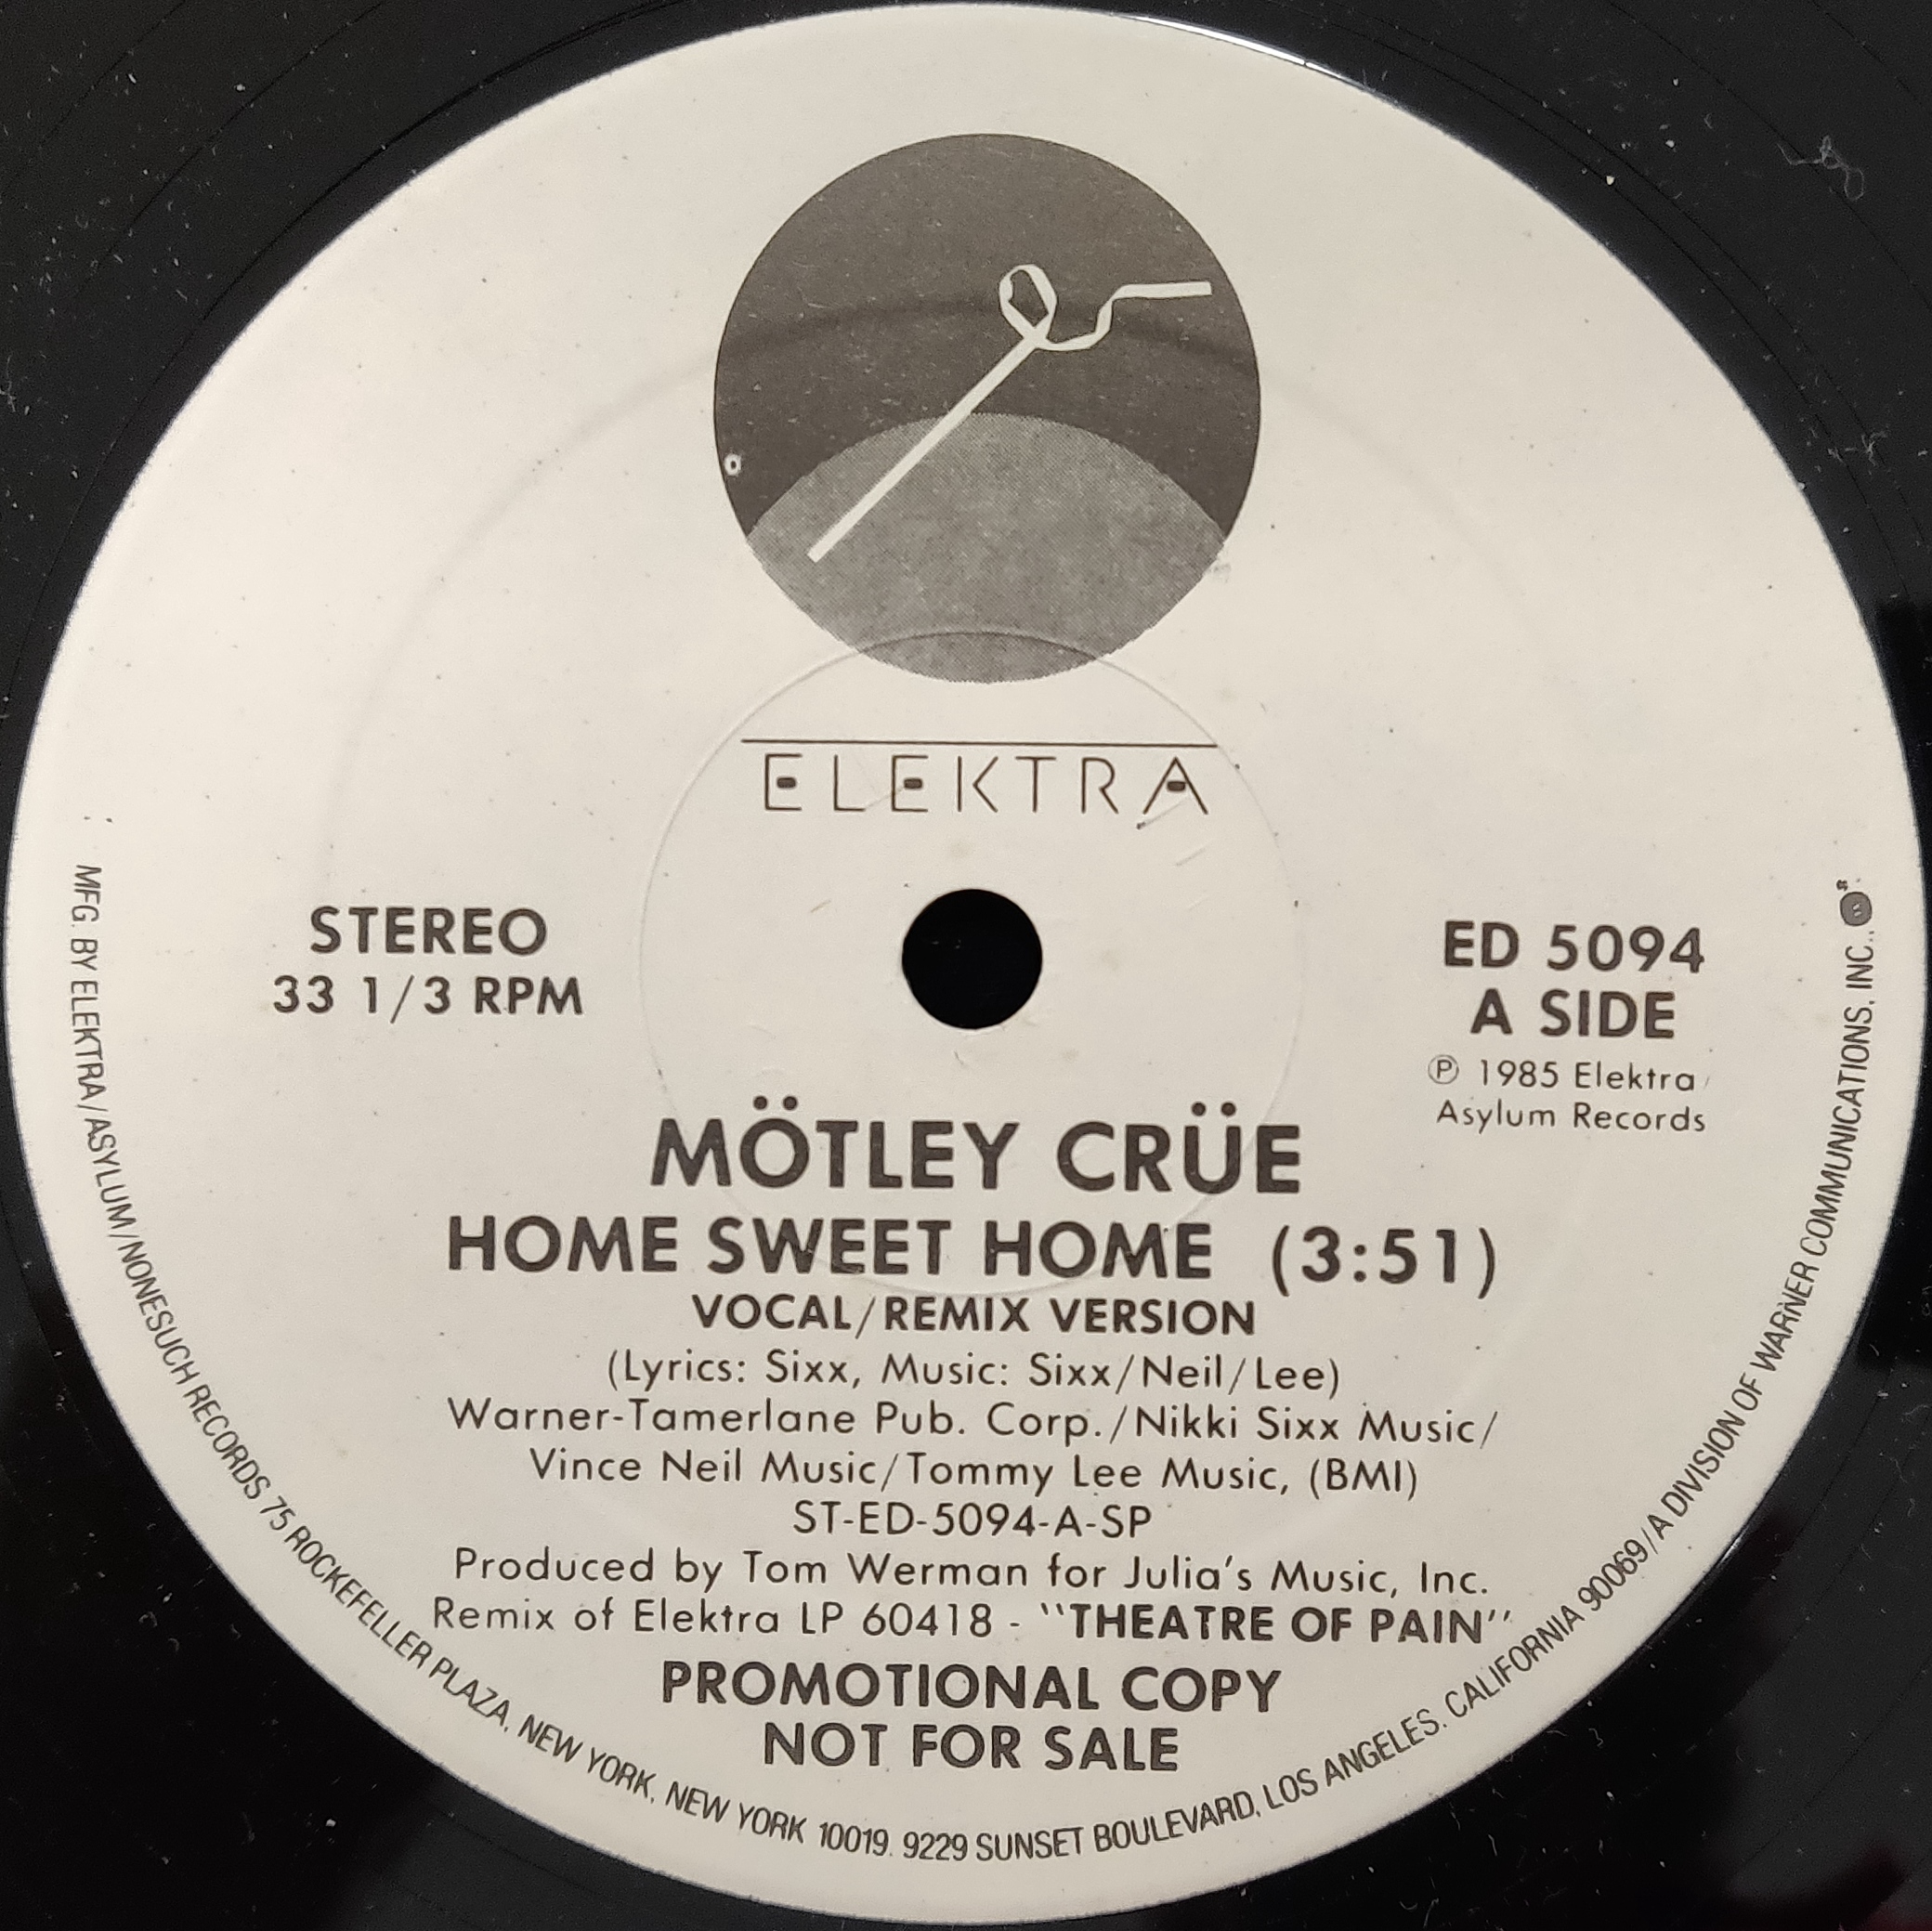 ELEKTRA
STEREO
33 1/3 RPM
ED 5094
A SIDE
Ⓟ 1985 Elektra/
Asylum Records
MÖTLEY CRÜE
HOME SWEET HOME (3:51)
VOCAL/REMIX VERSION
(Lyrics: Sixx, Music: Sixx/Neil/Lee)
Warner-Tamerlane Pub. Corp./Nikki Sixx Music/
Vince Neil Music/Tommy Lee Music, (BMI)
ST-ED-5094-A-SP
Produced by Tom Werman for Julia's Music, Inc.
Remix of Elektra LP 60418 - "THEATRE OF PAIN"
PROMOTIONAL COPY
NOT FOR SALE
MFG. BY ELEKTRA/ASYLUM/NONESUCH RECORDS 75 ROCKEFELLER PLAZA, NEW YORK, NEW YORK 10019. 9229 SUNSET BOULEVARD, LOS ANGELES, CALIFORNIA 90069/A DIVISION OF WARNER COMMUNICATIONS, INC.,